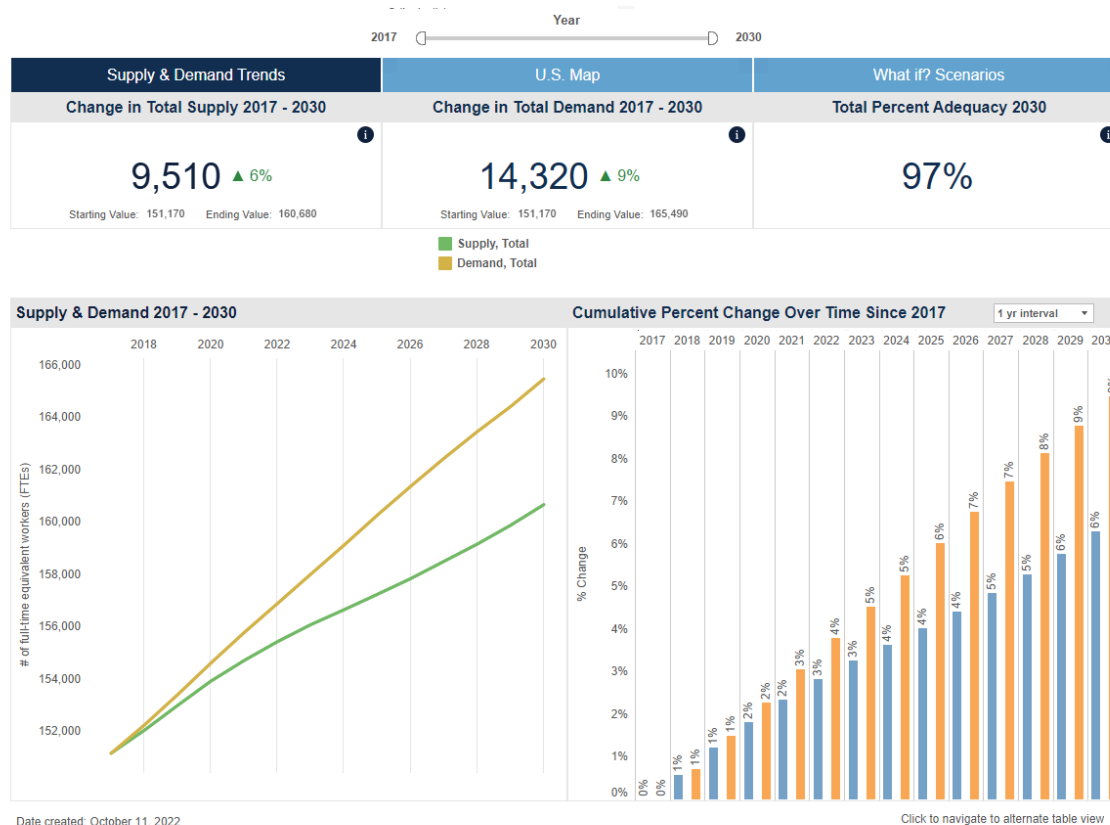 Year
2017 2030
Supply & Demand Trends U.S. Map What if? Scenarios
Change in Total Supply 2017 - 2030 Change in Total Demand 2017 - 2030 Total Percent Adequacy 2030
i i i
9,510 ▲ 6% 14,320 ▲ 9% 97%
Starting Value: 151,170 Ending Value: 160,680 Starting Value: 151,170 Ending Value: 165,490
Supply, Total
Demand, Total
Supply & Demand 2017 - 2030
2018 2020 2022 2024 2026 2028 2030
166,000
164,000
162,000
160,000
158,000
156,000
154,000
152,000
# of full-time equivalent workers (FTEs)
Cumulative Percent Change Over Time Since 2017 1 yr interval
2017 2018 2019 2020 2021 2022 2023 2024 2025 2026 2027 2028 2029 203
10%
9%
8%
7%
6%
5%
4%
3%
2%
1%
0%
% Change
0% 0% 1% 1% 1% 1% 2% 2% 2% 3% 3% 4% 3% 5% 4% 5% 4% 6% 4% 7% 5% 7% 5% 8% 6% 9% 6%
Date created: October 11, 2022 Click to navigate to alternate table view